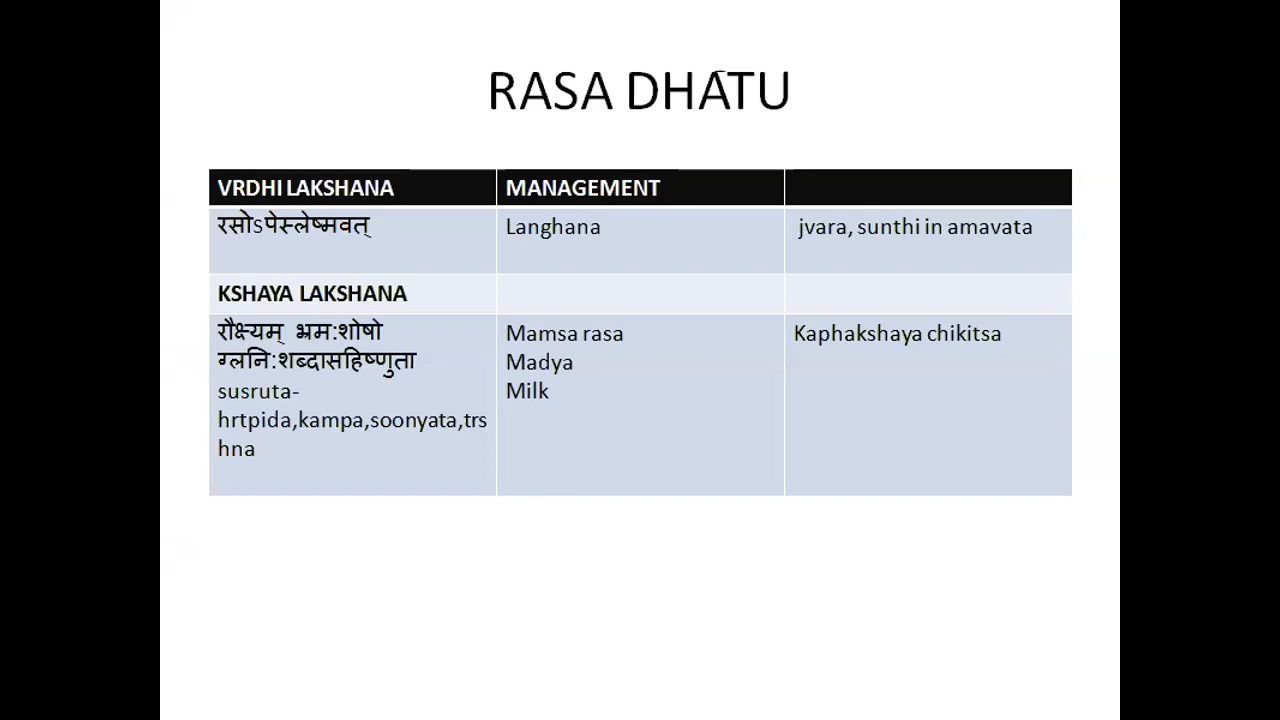 RASA DHATU
VRDHI LAKSHANA
MANAGEMENT
रसोऽपेस्लेष्मवत्
Langhana
jvara, sunthi in amavata
KSHAYA LAKSHANA
रौक्ष्यम् भ्रम:शोषो
ग्लनि:शब्दासहिष्णुता
susruta-
hrtpida,kampa,soonyata,trs
hna
Mamsa rasa
Madya
Milk
Kaphakshaya chikitsa